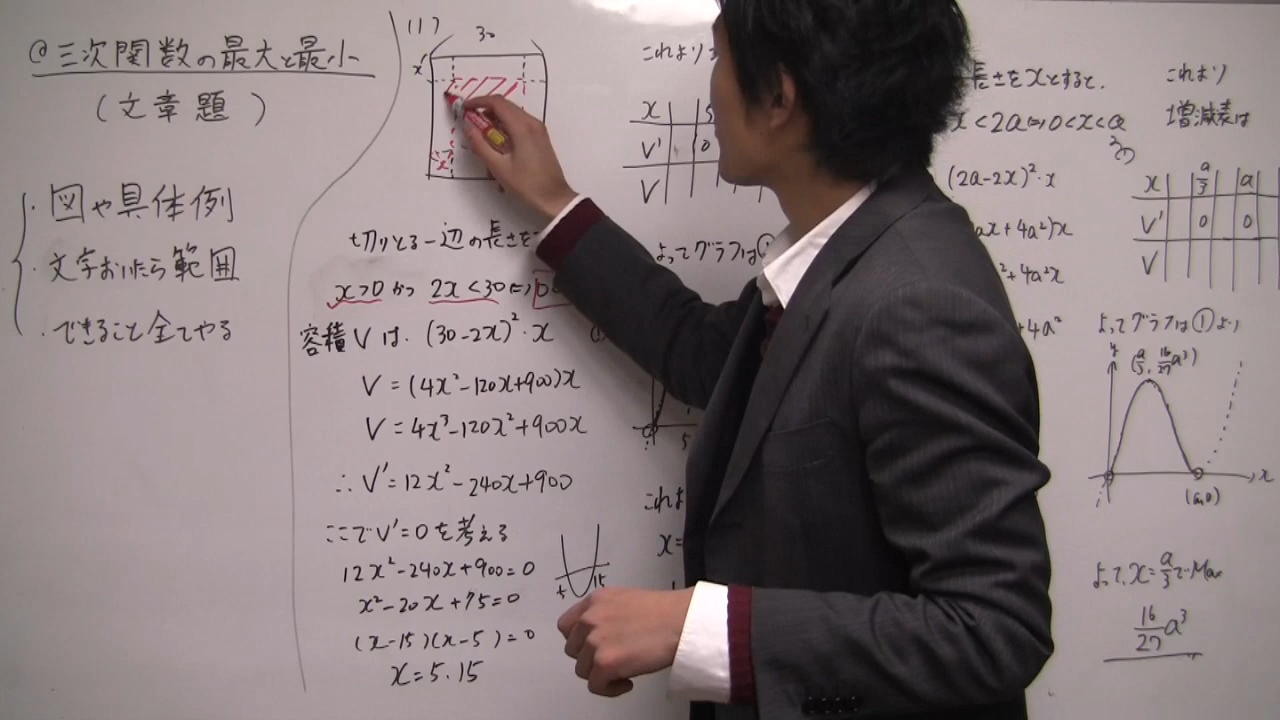 @三次関数の最大と最小
(文章題)
・図や具体例
・文字おいたら範囲
・できること全てやる
(1)
30
x
x
切りとる一辺の長さを
x>0 かつ 2x<30⇔
容積Vは、(30-2x)²・x
V=(4x²-120x+900)x
V=4x³-120x²+900x
∴V'=12x²-240x+900
ここでV'=0を考える
12x²-240x+900=0
x²-20x+75=0
(x-15)(x-5)=0
x=5.15
5 15
これより
x 5
V' 0
V
よってグラフは
5
これより
x=
長さをxとすると.
x<2a⇔0<x<a
(2a-2x)²・x
ax+4a²)x
²+4a²x
+4a²
これより
増減表は
x a/3 a
V' 0 0
V
よってグラフは①より
y
(a/3, 16/27a³)
x
(a,0)
よって、x=a/3でMax
16/27a³